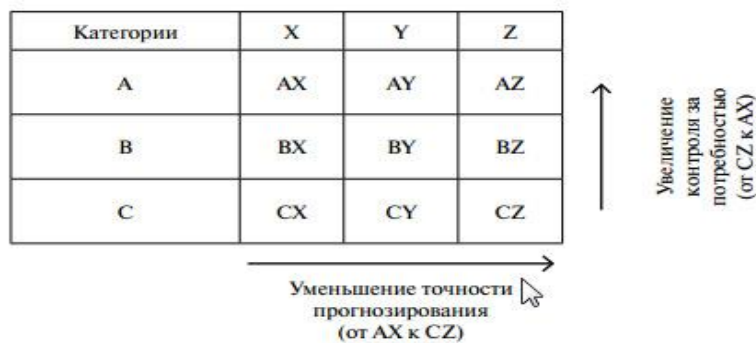 Категории X Y Z
A AX AY AZ
B BX BY BZ
C CX CY CZ
Увеличение
контроля за
потребностью
(от CZ к AX)
Уменьшение точности
прогнозирования
(от AX к CZ)